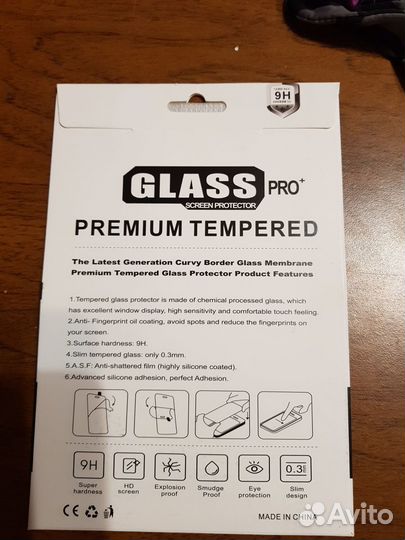 9H
GLASS PRO+
SCREEN PROTECTOR
PREMIUM TEMPERED
The Latest Generation Curvy Border Glass Membrane
Premium Tempered Glass Protector Product Features
1.Tempered glass protector is made of chemical processed glass, which
has excellent window display, high sensitivity and comfortable touch feeling.
2.Anti- Fingerprint oil coating, avoid spots and reduce the fingerprints on
your screen.
3.Surface hardness: 9H.
4.Slim tempered glass: only 0.3mm.
5.A.S.F: Anti-shattered film (highly silicone coated).
6.Advanced silicone adhesion, perfect Adhesion.
9H
HD
0.3
Super
hardness
HD
screen
Explosion
proof
Smudge
Proof
Eye
protection
Slim
design
CE
MADE IN CHINA
Avito